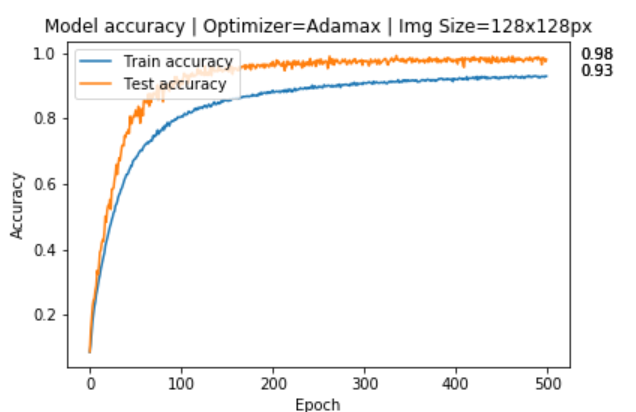 Model accuracy | Optimizer=Adamax | Img Size=128x128px
1.0
0.8
0.6
0.4
0.2
Accuracy
Train accuracy
Test accuracy
0.98
0.93
0 100 200 300 400 500
Epoch